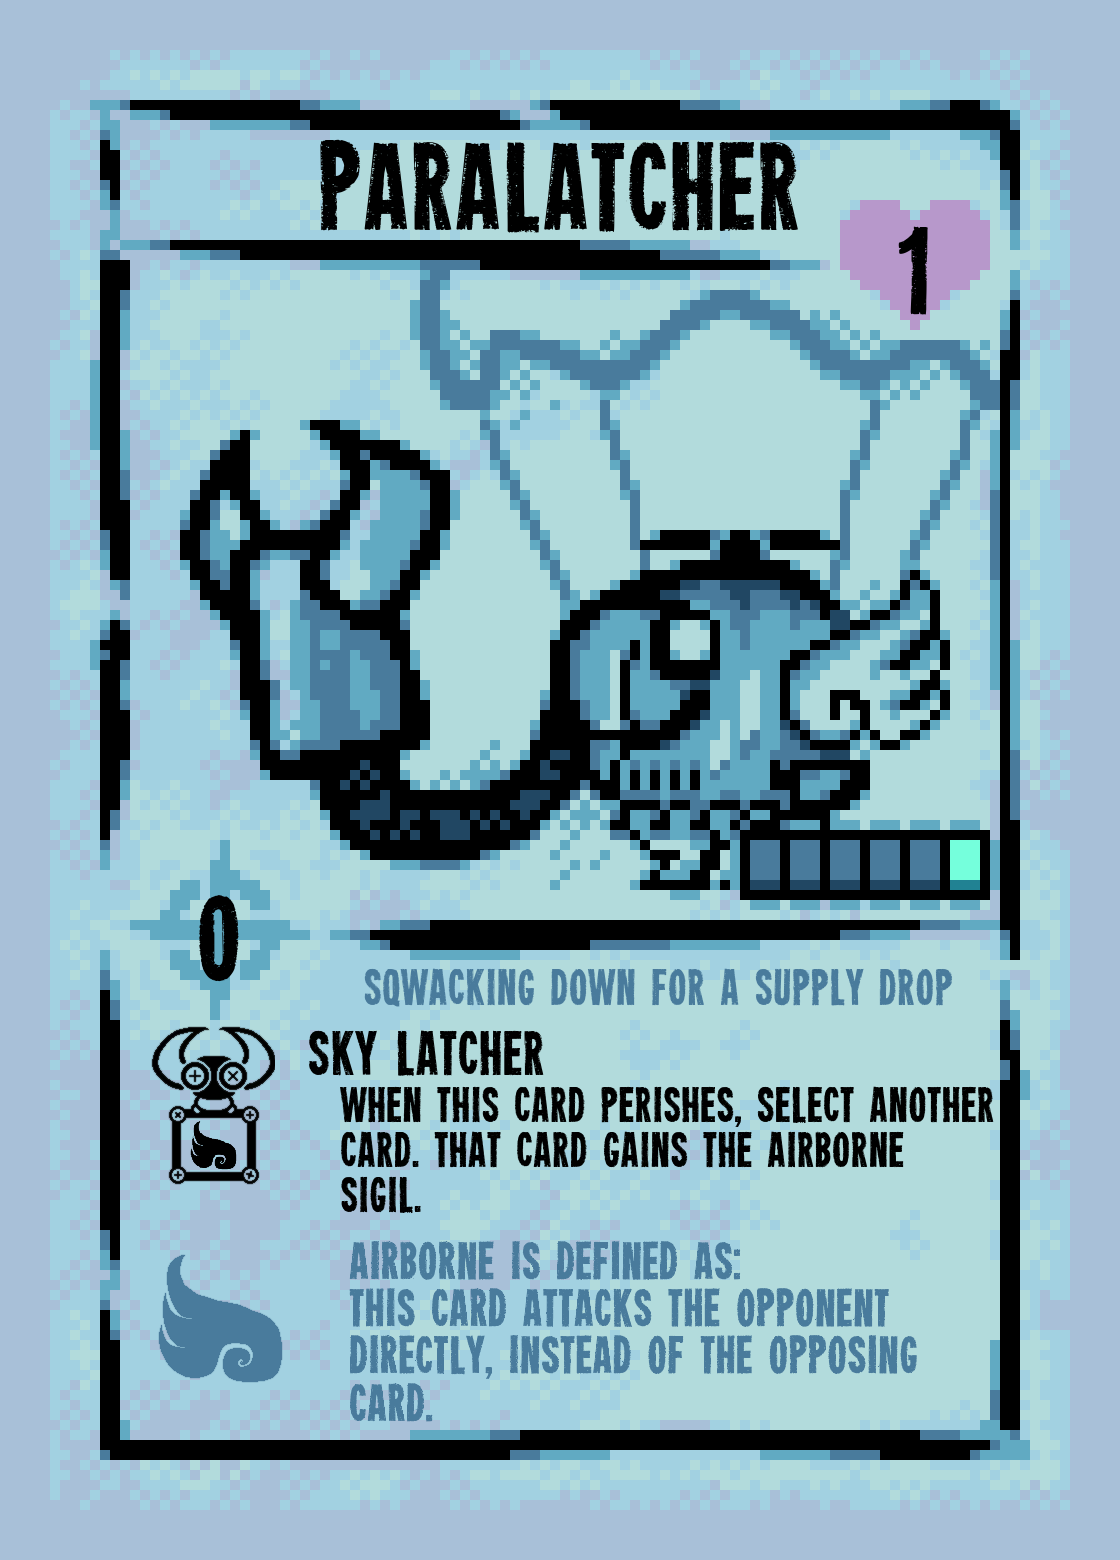 PARALATCHER
1
0
SQWACKING DOWN FOR A SUPPLY DROP
SKY LATCHER
WHEN THIS CARD PERISHES, SELECT ANOTHER
CARD. THAT CARD GAINS THE AIRBORNE
SIGIL.
AIRBORNE IS DEFINED AS:
THIS CARD ATTACKS THE OPPONENT
DIRECTLY, INSTEAD OF THE OPPOSING
CARD.